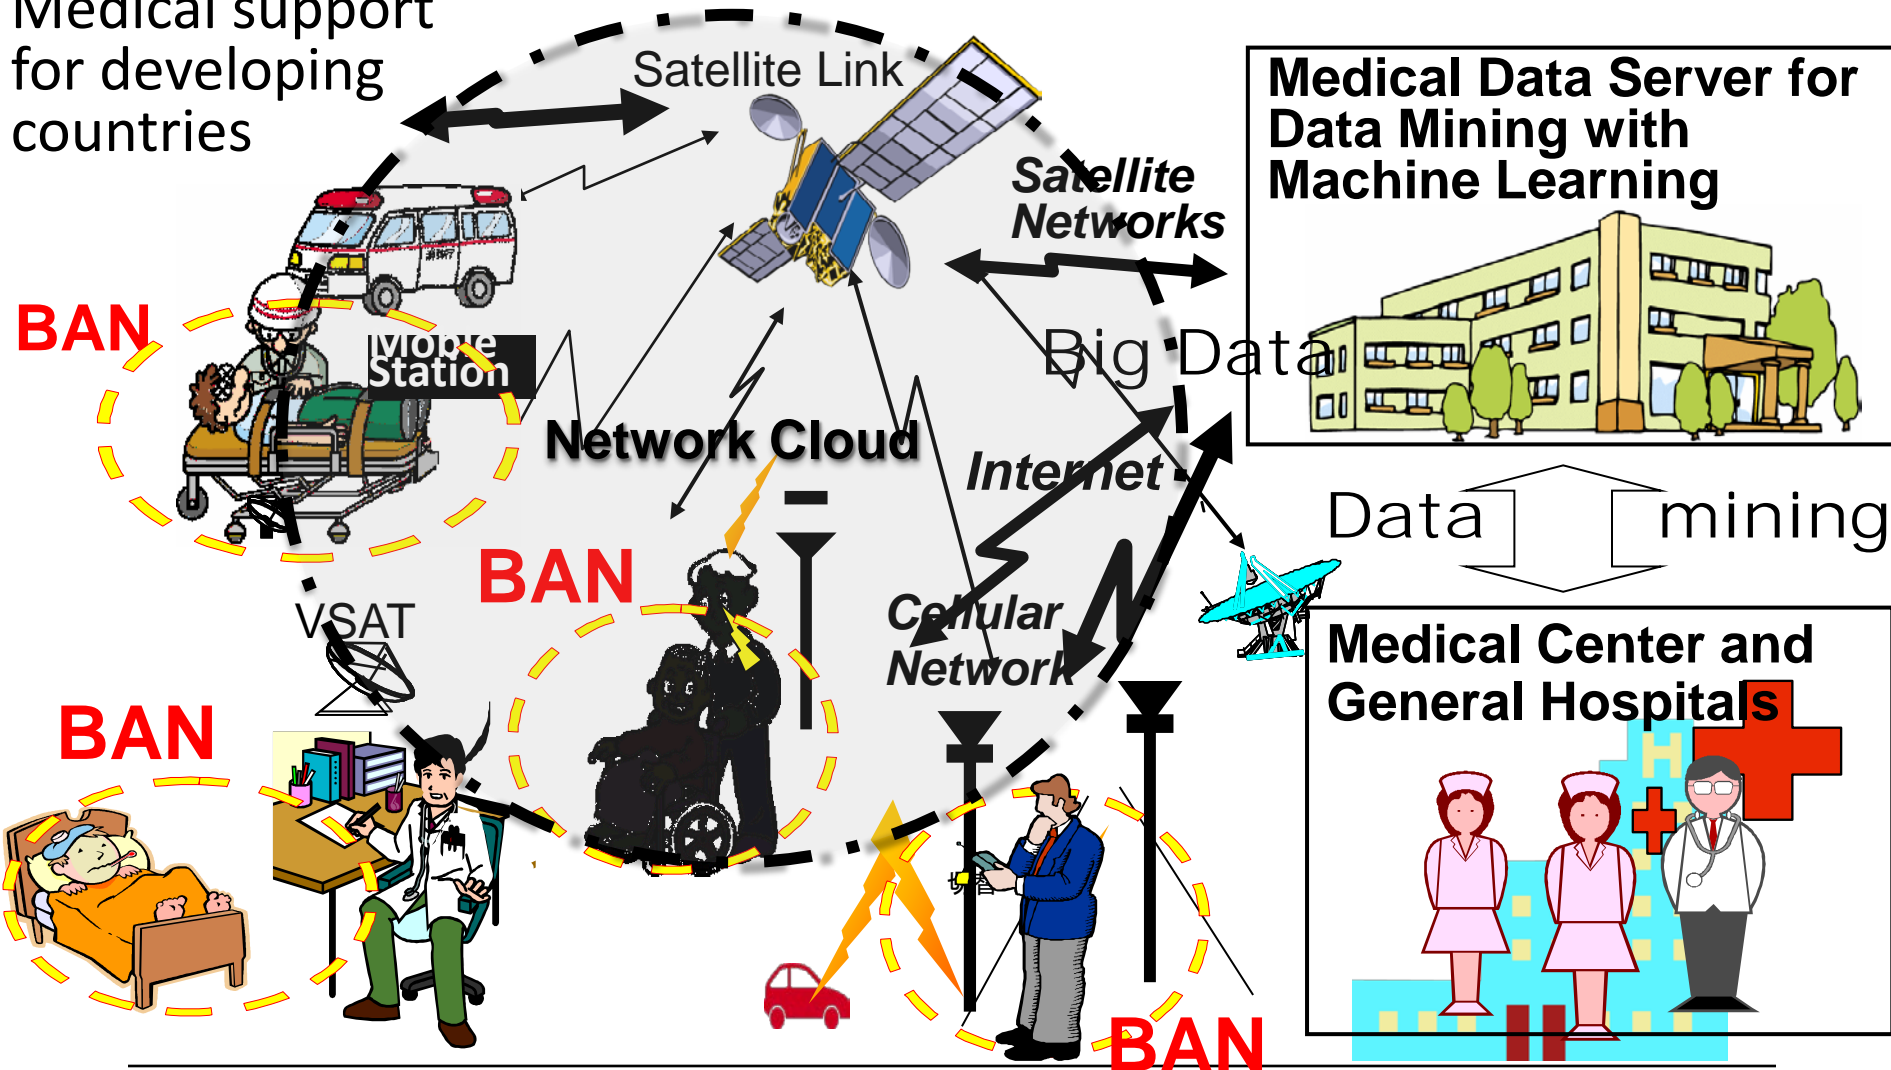 Medical support
for developing
countries
Satellite Link
Satellite
Networks
Medical Data Server for
Data Mining with
Machine Learning
BAN
Moble
Station
Big Data
Network Cloud
Internet
Data mining
BAN
VSAT
Cellular
Network
Medical Center and
General Hospitals
BAN
H
BAN